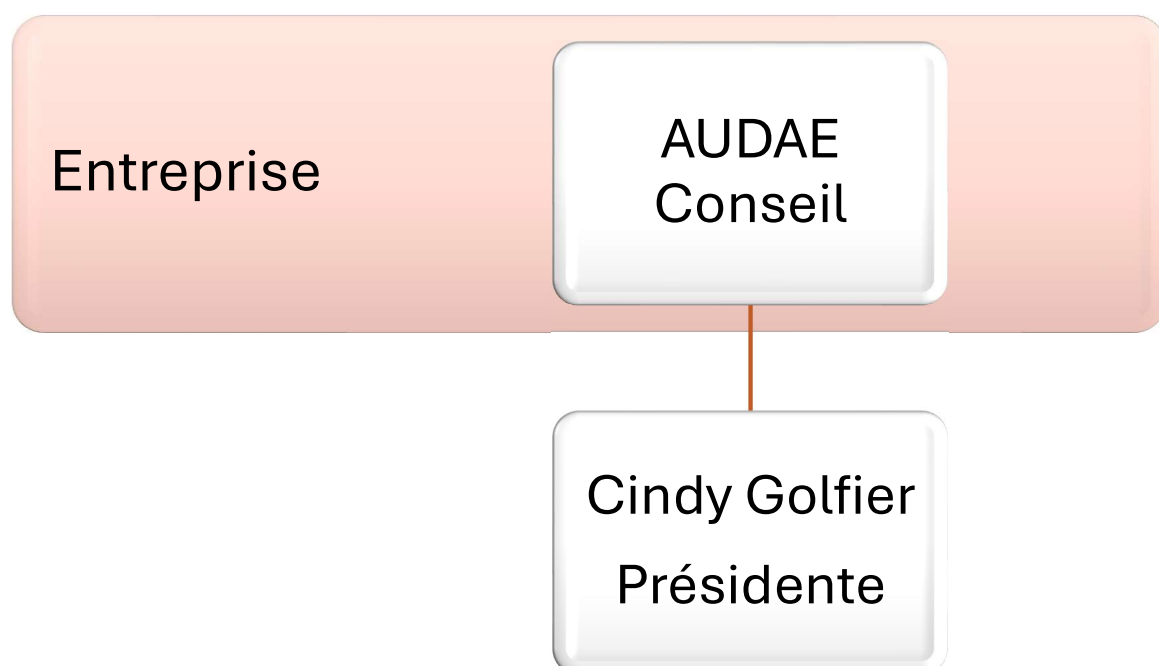 Entreprise
AUDAE
Conseil
Cindy Golfier
Présidente